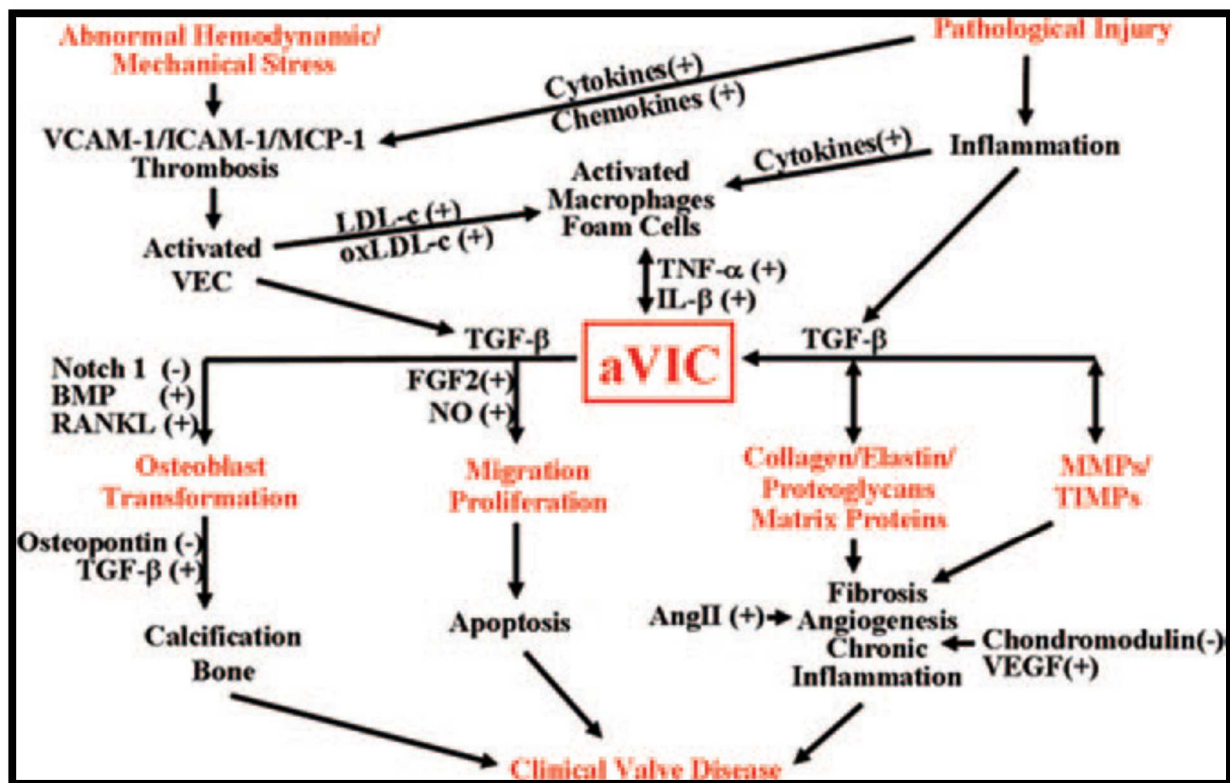 Abnormal Hemodynamic/
Mechanical Stress
Pathological Injury
Cytokines(+)
Chemokines (+)
VCAM-1/ICAM-1/MCP-1
Thrombosis
Cytokines(+)
Inflammation
Activated
Macrophages
Foam Cells
LDL-c (+)
oxLDL-c (+)
Activated
VEC
TNF-α (+)
IL-β (+)
TGF-β
aVIC
TGF-β
Notch 1 (-)
BMP (+)
RANKL (+)
FGF2(+)
NO (+)
Osteoblast
Transformation
Migration
Proliferation
Collagen/Elastin/
Proteoglycans
Matrix Proteins
MMPs/
TIMPs
Osteopontin (-)
TGF-β (+)
Calcification
Bone
Apoptosis
AngII (+)
Fibrosis
Angiogenesis
Chronic
Inflammation
Chondromodulin(-)
VEGF(+)
Clinical Valve Disease